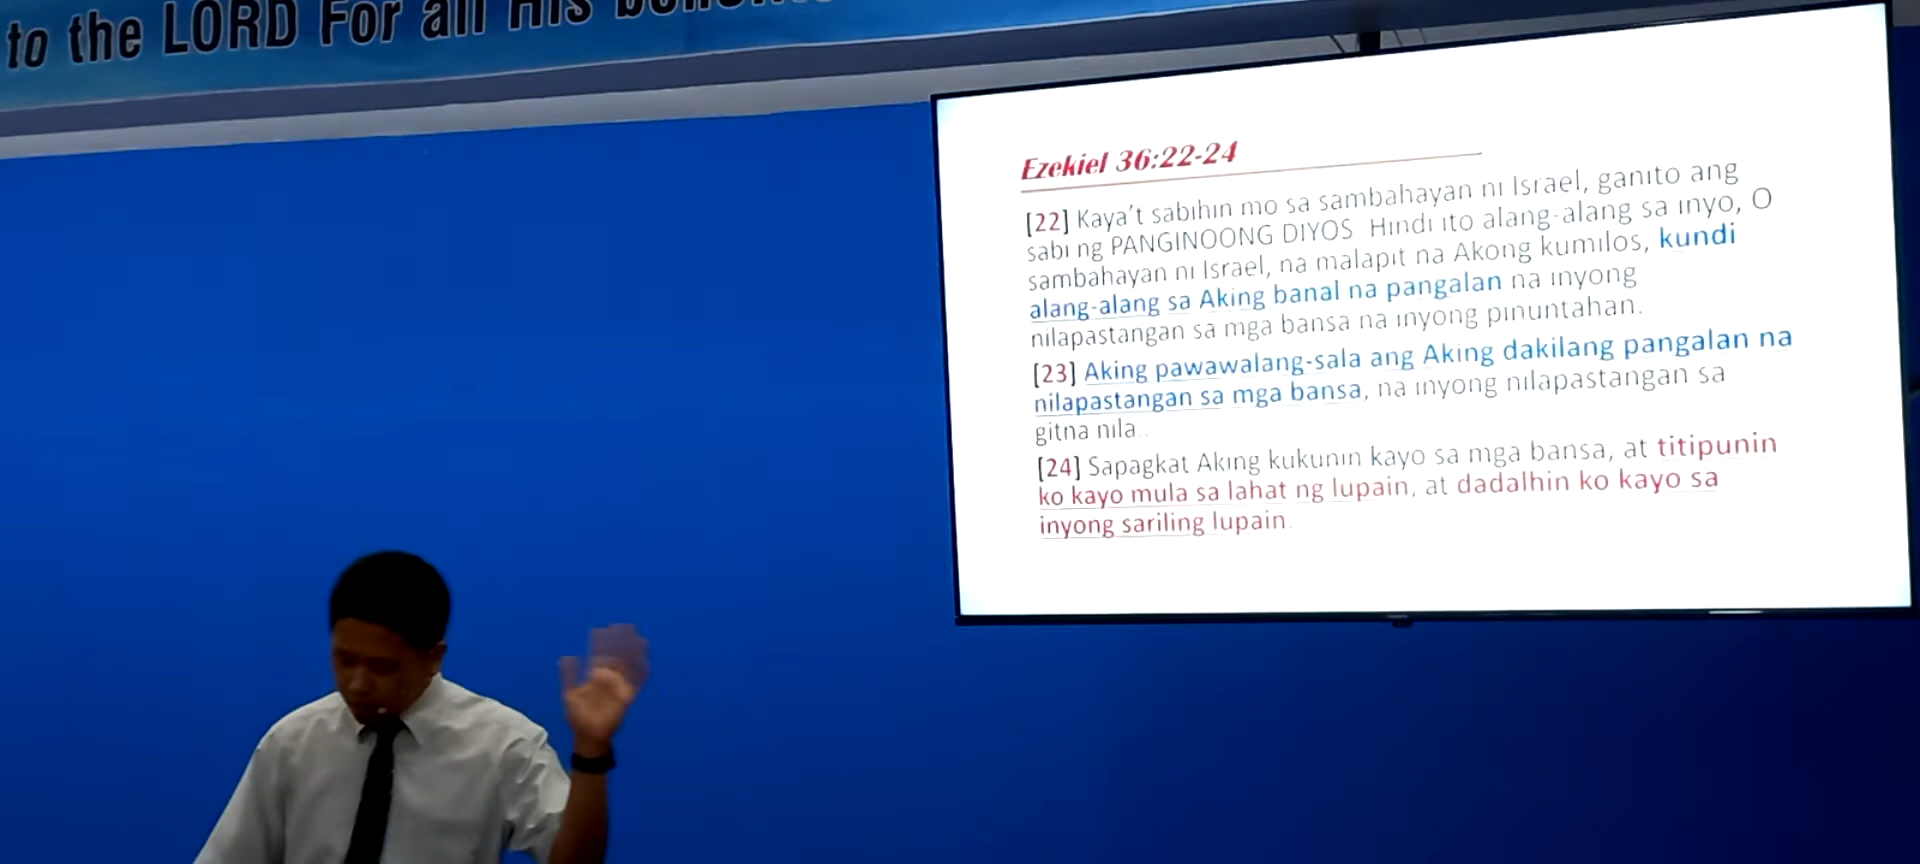 to the LORD For all His
Ezekiel 36:22-24
[22] Kaya't sabihin mo sa sambahayan ni Israel, ganito ang
sabi ng PANGINOONG DIYOS Hindi ito alang-alang sa inyo, O
sambahayan ni Israel, na malapit na Akong kumilos, kundi
alang-alang sa Aking banal na pangalan na inyong
nilapastangan sa mga bansa na inyong pinuntahan.
[23] Aking pawawalang-sala ang Aking dakilang pangalan na
nilapastangan sa mga bansa, na inyong nilapastangan sa
gitna nila..
[24] Sapagkat Aking kukunin kayo sa mga bansa, at titipunin
ko kayo mula sa lahat ng lupain, at dadalhin ko kayo sa
inyong sariling lupain.